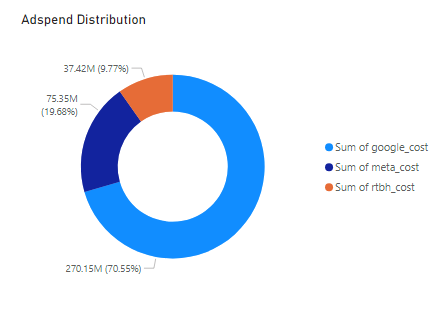 Adspend Distribution
37.42M (9.77%)
75.35M
(19.68%)
Sum of google_cost
Sum of meta_cost
Sum of rtbh_cost
270.15M (70.55%)